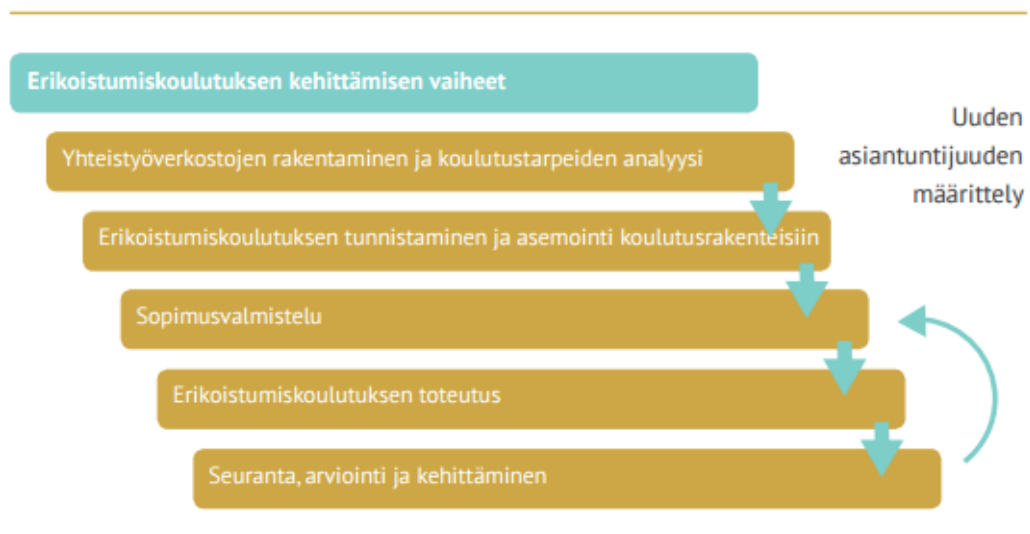 Erikoistumiskoulutuksen kehittämisen vaiheet
Uuden
asiantuntijuuden
määrittely
Yhteistyöverkostojen rakentaminen ja koulutustarpeiden analyysi
Erikoistumiskoulutuksen tunnistaminen ja asemointi koulutusrakenteisiin
Sopimusvalmistelu
Erikoistumiskoulutuksen toteutus
Seuranta, arviointi ja kehittäminen